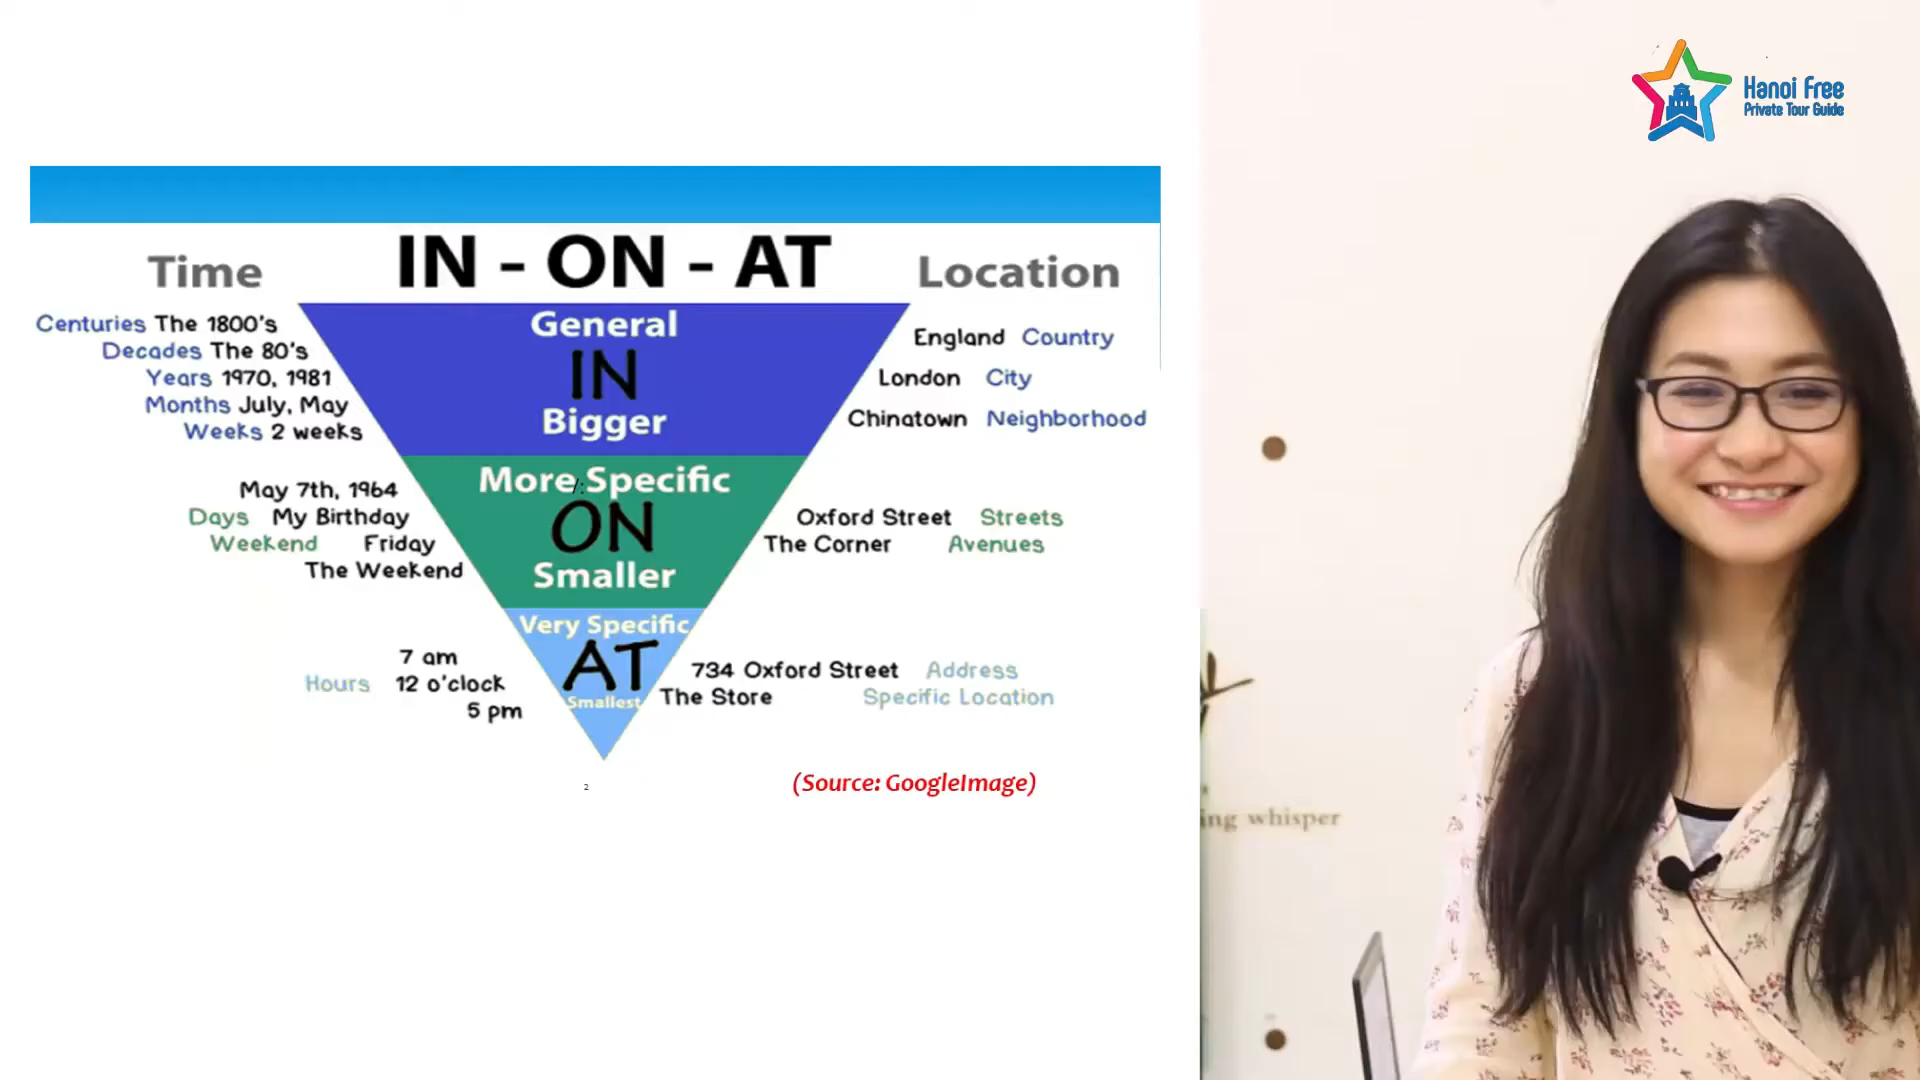 Hanoi Free
Private Tour Guide
IN - ON - AT
Time
Location
General
IN
Bigger
Centuries The 1800's
Decades The 80's
Years 1970, 1981
Months July, May
Weeks 2 weeks
England Country
London City
Chinatown Neighborhood
More Specific
/:
ON
Smaller
May 7th, 1964
Days My Birthday
Weekend Friday
The Weekend
Oxford Street Streets
The Corner Avenues
Very Specific
AT
Smallest
7 am
Hours 12 o'clock
5 pm
734 Oxford Street Address
The Store Specific Location
2
(Source: GoogleImage)
ing whisper